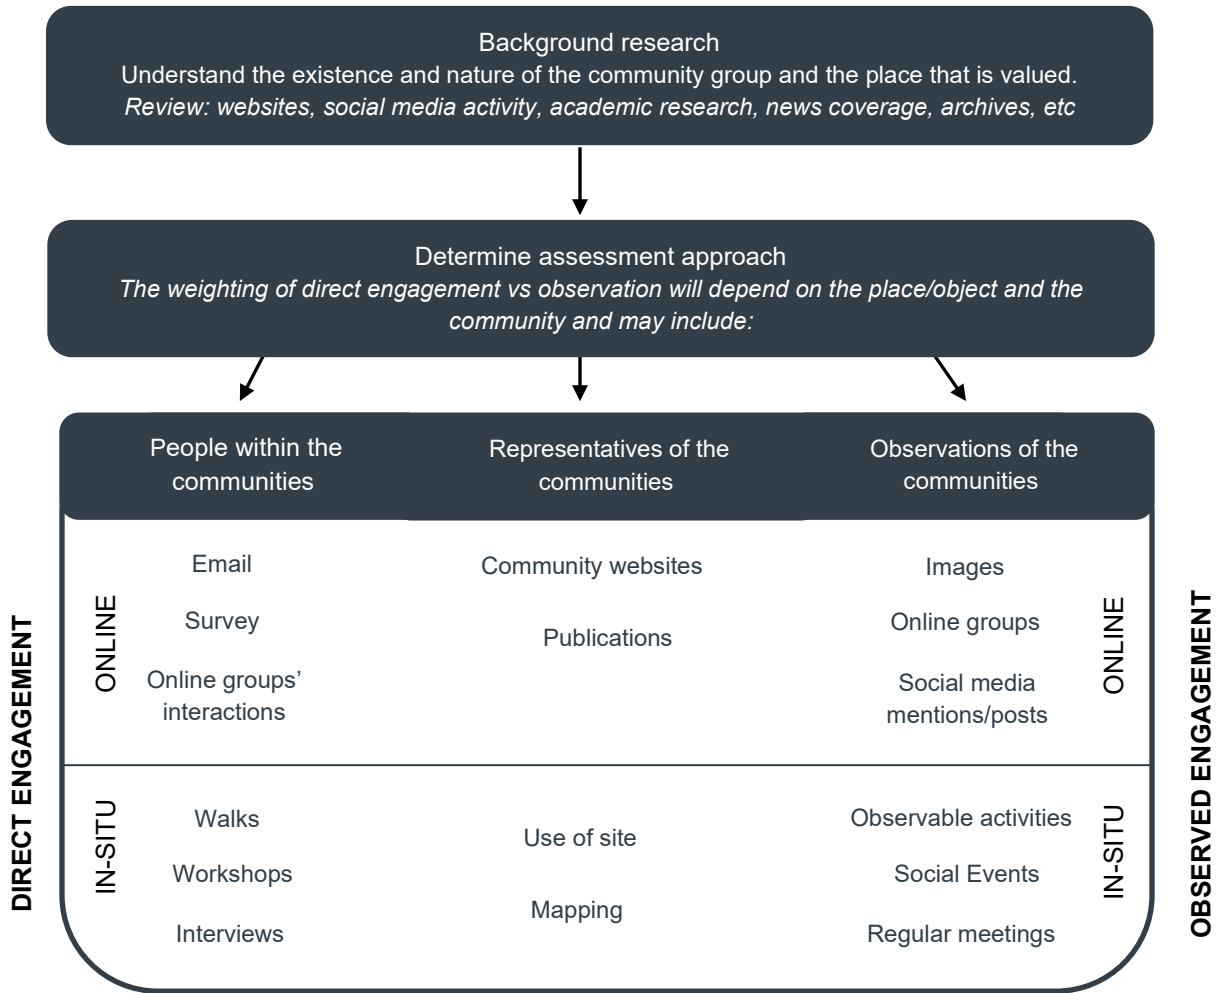 Background research
Understand the existence and nature of the community group and the place that is valued.
Review: websites, social media activity, academic research, news coverage, archives, etc
Determine assessment approach
The weighting of direct engagement vs observation will depend on the place/object and the
community and may include:
People within the
communities
Representatives of the
communities
Observations of the
communities
DIRECT ENGAGEMENT
ONLINE
Email
Survey
Online groups’
interactions
Community websites
Publications
Images
Online groups
Social media
mentions/posts
ONLINE
IN-SITU
Walks
Workshops
Interviews
Use of site
Mapping
Observable activities
Social Events
Regular meetings
IN-SITU
OBSERVED ENGAGEMENT